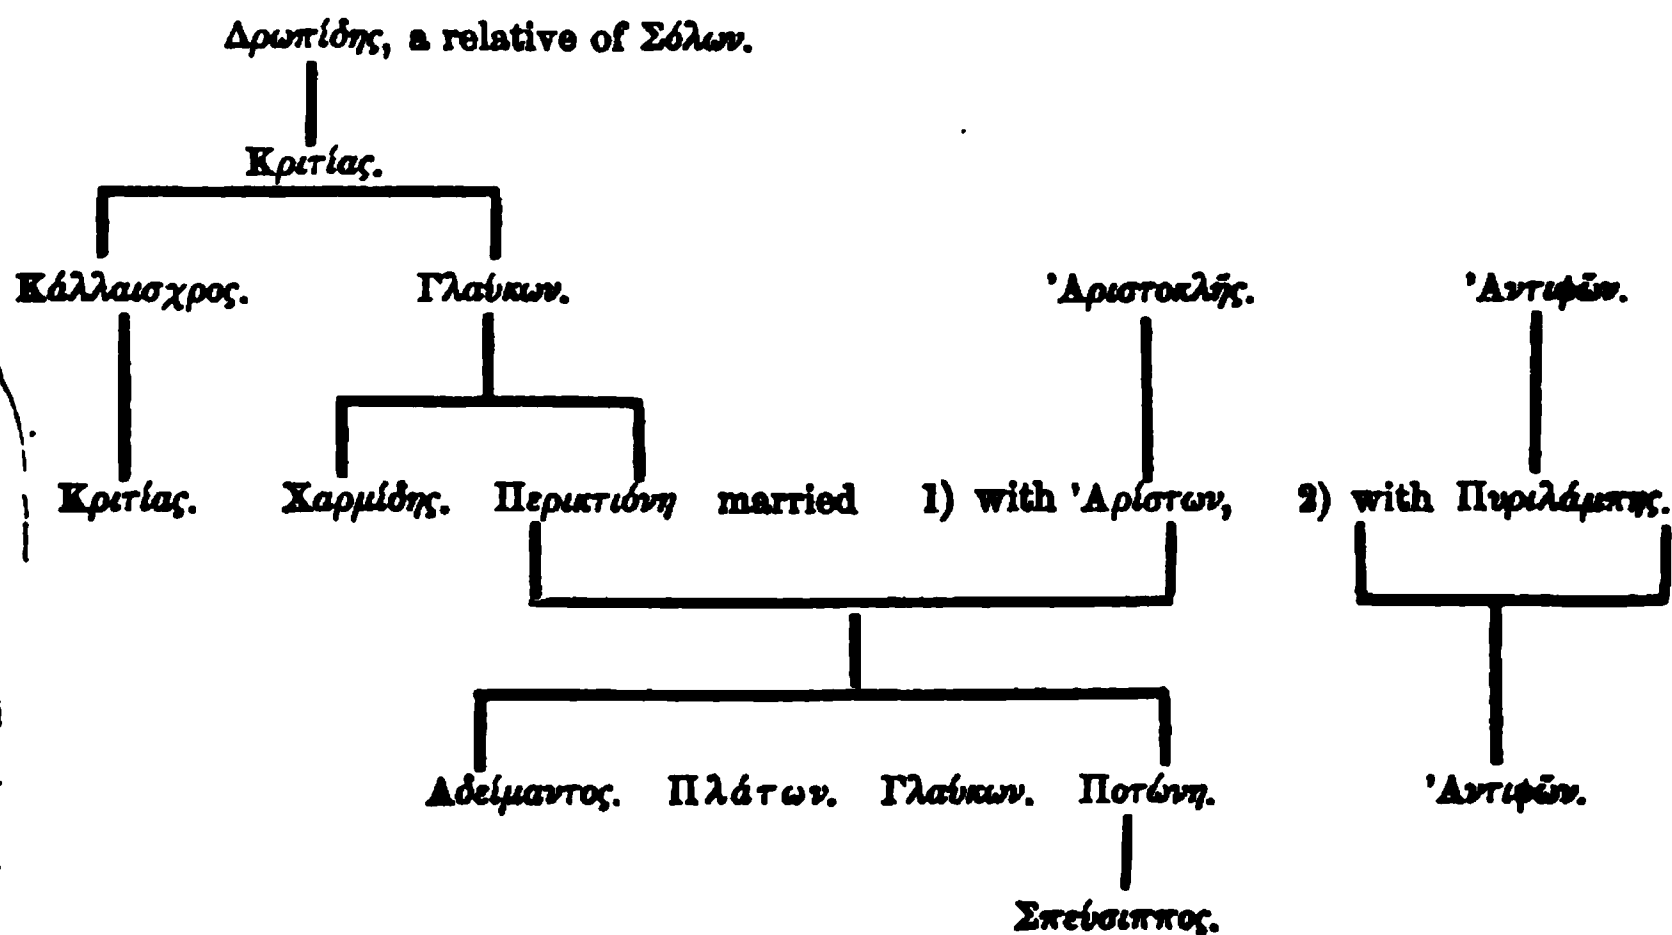 Δρωπίδης, a relative of Σόλων.
Κριτίας.
Κάλλαισχρος. Γλαύκων. Ἀριστοκλῆς. Ἀντιφῶν.
Κριτίας. Χαρμίδης. Περικτιόνη married 1) with Ἀρίστων, 2) with Πυριλάμπης.
Αδείμαντος. Πλάτων. Γλαύκων. Ποτώνη. Ἀντιφῶν.
Σπεύσιππος.